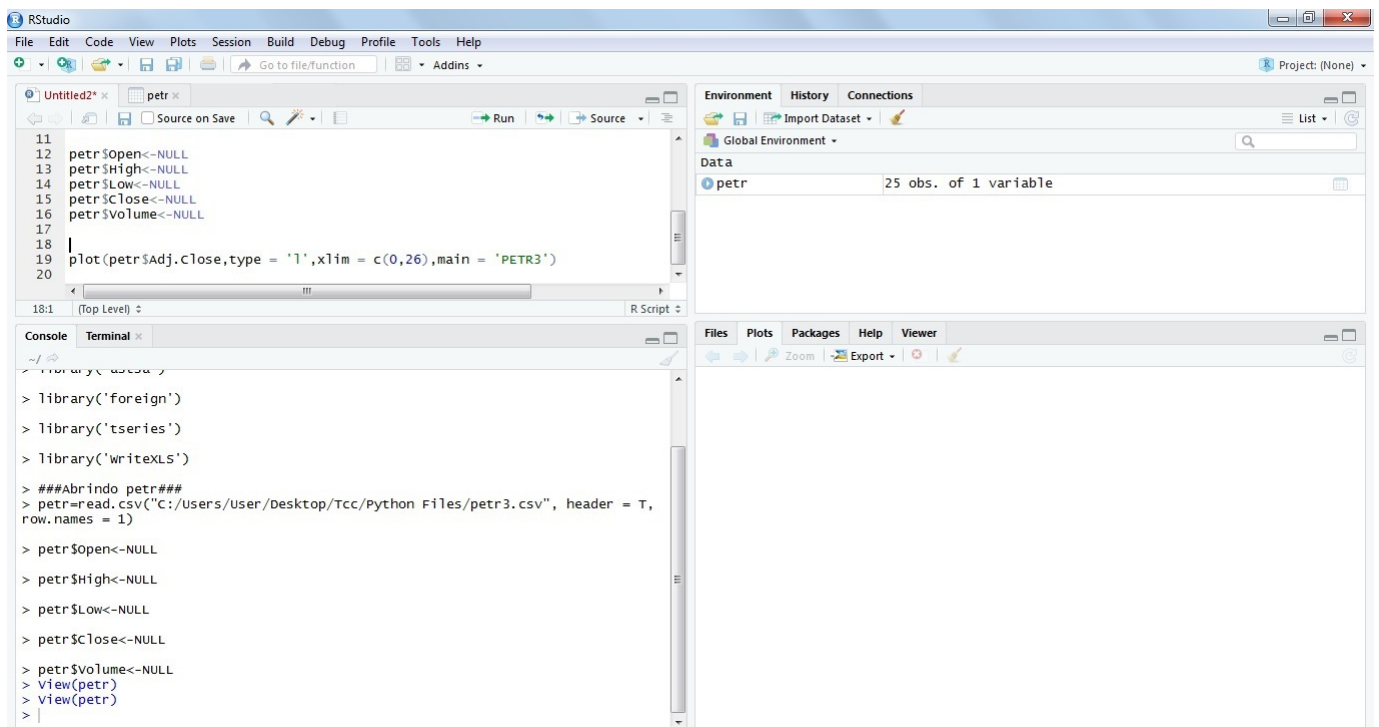 RStudio
File Edit Code View Plots Session Build Debug Profile Tools Help
Go to file/function Addins Project: (None)
Untitled2* petr
Source on Save Run Source
11
12 petr$Open<-NULL
13 petr$High<-NULL
14 petr$Low<-NULL
15 petr$Close<-NULL
16 petr$Volume<-NULL
17
18
19 plot(petr$Adj.Close,type = 'l',xlim = c(0,26),main = 'PETR3')
20
18:1 (Top Level) R Script
Console Terminal
~/
> library('astsa')
> library('foreign')
> library('tseries')
> library('WriteXLS')
> ###Abrindo petr###
> petr=read.csv("C:/Users/User/Desktop/Tcc/Python Files/petr3.csv", header = T,
row.names = 1)
> petr$Open<-NULL
> petr$High<-NULL
> petr$Low<-NULL
> petr$Close<-NULL
> petr$Volume<-NULL
> View(petr)
> View(petr)
>
Environment History Connections
Import Dataset List
Global Environment
Data
petr 25 obs. of 1 variable
Files Plots Packages Help Viewer
Zoom Export